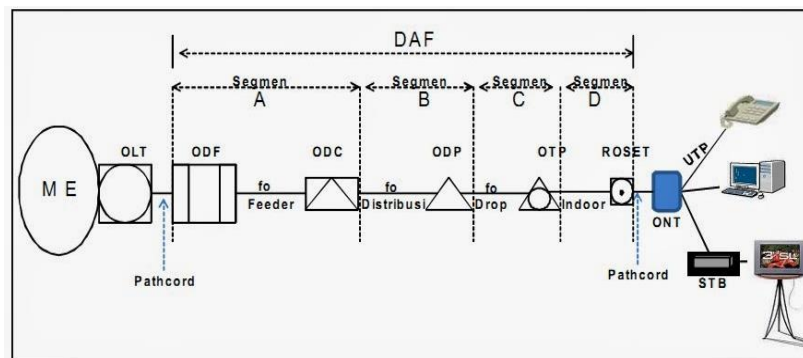 DAF
Segmen
A
Segmen
B
Segmen
C
Segmen
D
OLT
ODF
ODC
ODP
OTP
ROSET
UTP
M E
fo
Feeder
fo
Distribusi
fo
Drop
Indoor
ONT
Pathcord
Pathcord
STB